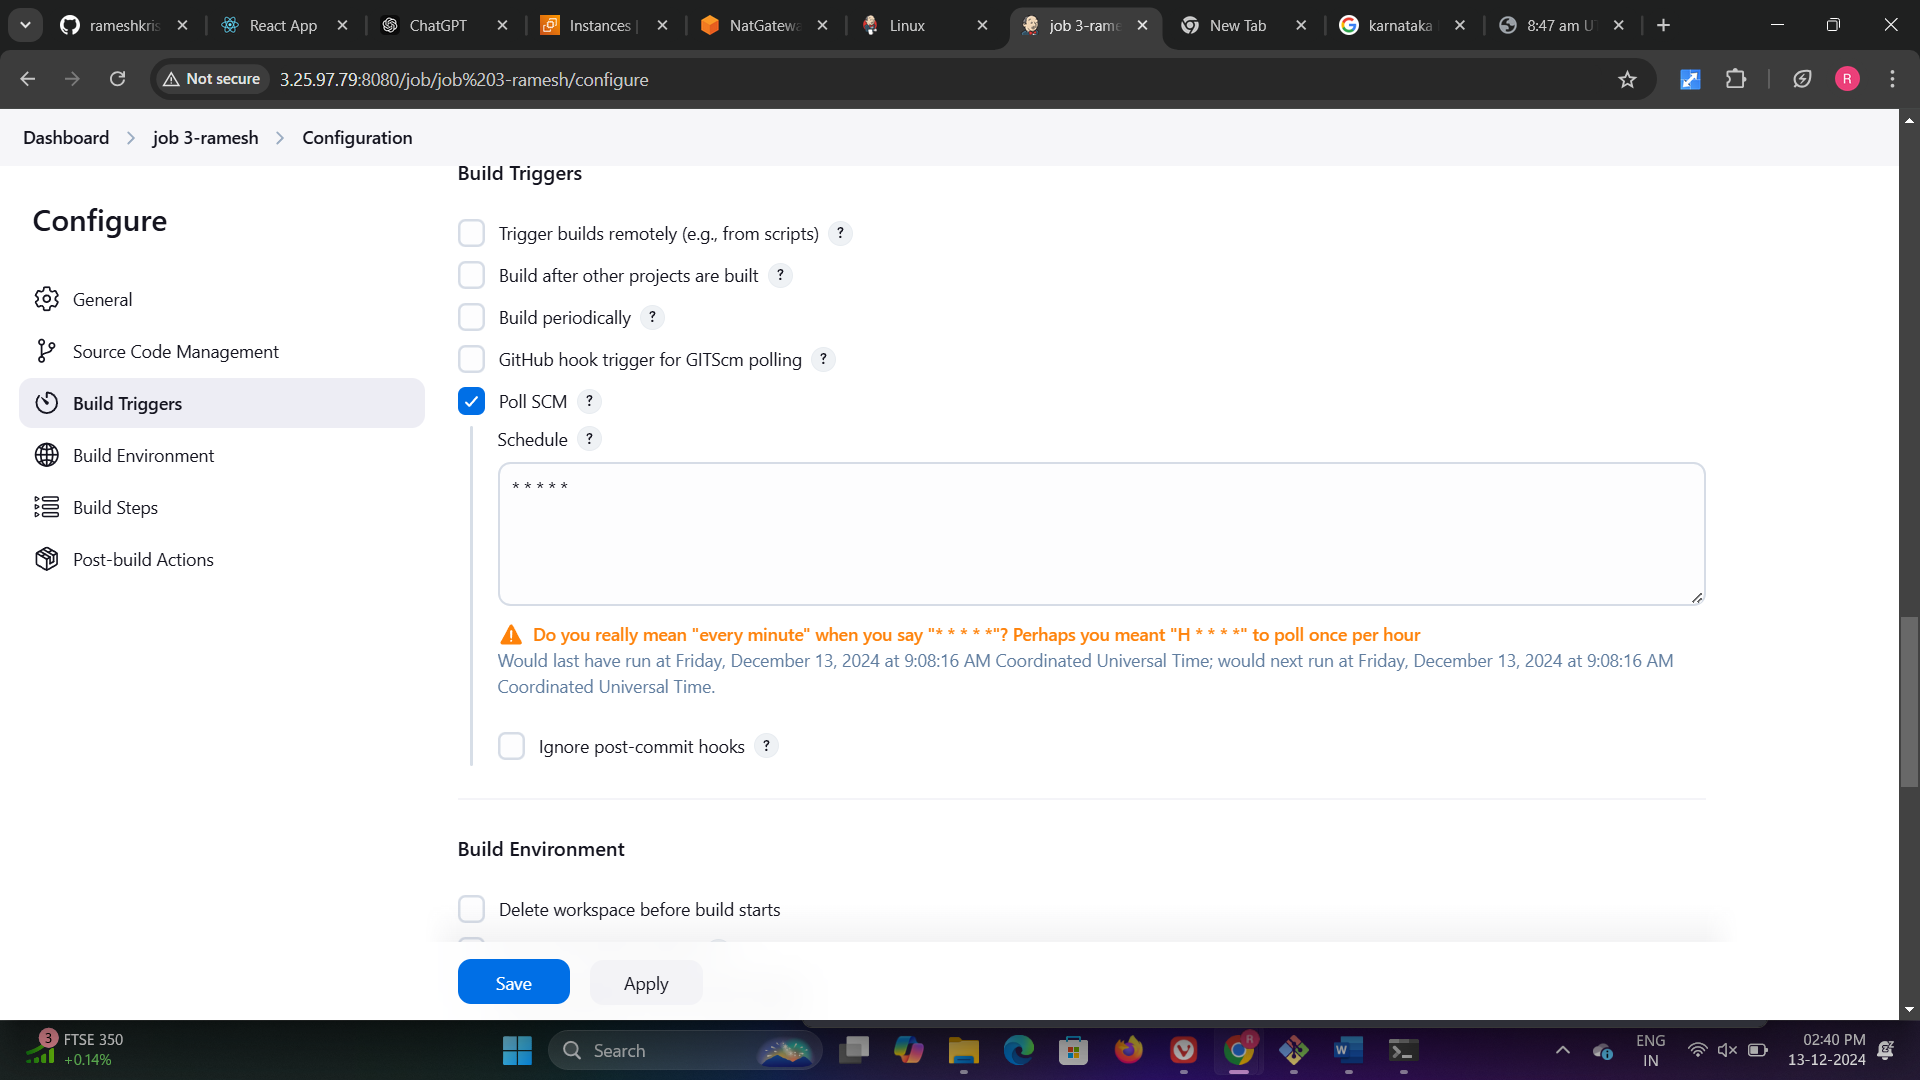 rameshkris
React App
ChatGPT
Instances |
NatGatewa
Linux
job 3-rame
New Tab
karnataka
8:47 am U
Not secure
3.25.97.79:8080/job/job%203-ramesh/configure
R
Dashboard
job 3-ramesh
Configuration
Configure
General
Source Code Management
Build Triggers
Build Environment
Build Steps
Post-build Actions
Build Triggers
Trigger builds remotely (e.g., from scripts) ?
Build after other projects are built ?
Build periodically ?
GitHub hook trigger for GITScm polling ?
Poll SCM ?
Schedule ?
* * * * *
Do you really mean "every minute" when you say "* * * * *"? Perhaps you meant "H * * * *" to poll once per hour
Would last have run at Friday, December 13, 2024 at 9:08:16 AM Coordinated Universal Time; would next run at Friday, December 13, 2024 at 9:08:16 AM
Coordinated Universal Time.
Ignore post-commit hooks ?
Build Environment
Delete workspace before build starts
Save
Apply
3
FTSE 350
+0.14%
Search
R
ENG
IN
02:40 PM
13-12-2024